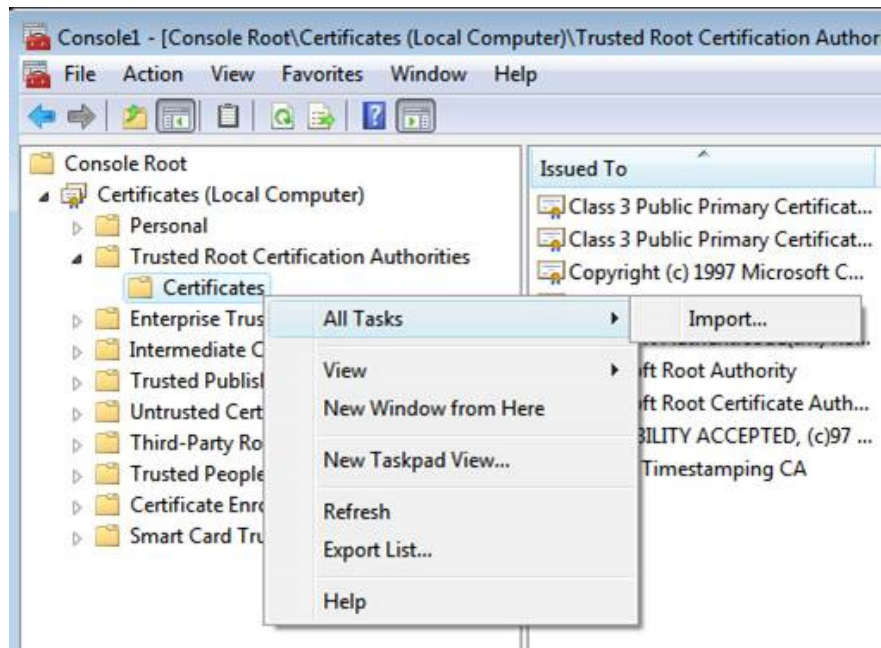 Console1 - [Console Root\Certificates (Local Computer)\Trusted Root Certification Author
File Action View Favorites Window Help
Console Root
Certificates (Local Computer)
Personal
Trusted Root Certification Authorities
Certificates
Enterprise Trus
Intermediate C
Trusted Publis
Untrusted Cert
Third-Party Ro
Trusted People
Certificate Enro
Smart Card Tru
All Tasks
View
New Window from Here
New Taskpad View...
Refresh
Export List...
Help
Import...
Issued To
Class 3 Public Primary Certificat...
Class 3 Public Primary Certificat...
Copyright (c) 1997 Microsoft C...
ft Root Authority
ft Root Certificate Auth...
BILITY ACCEPTED, (c)97 ...
Timestamping CA